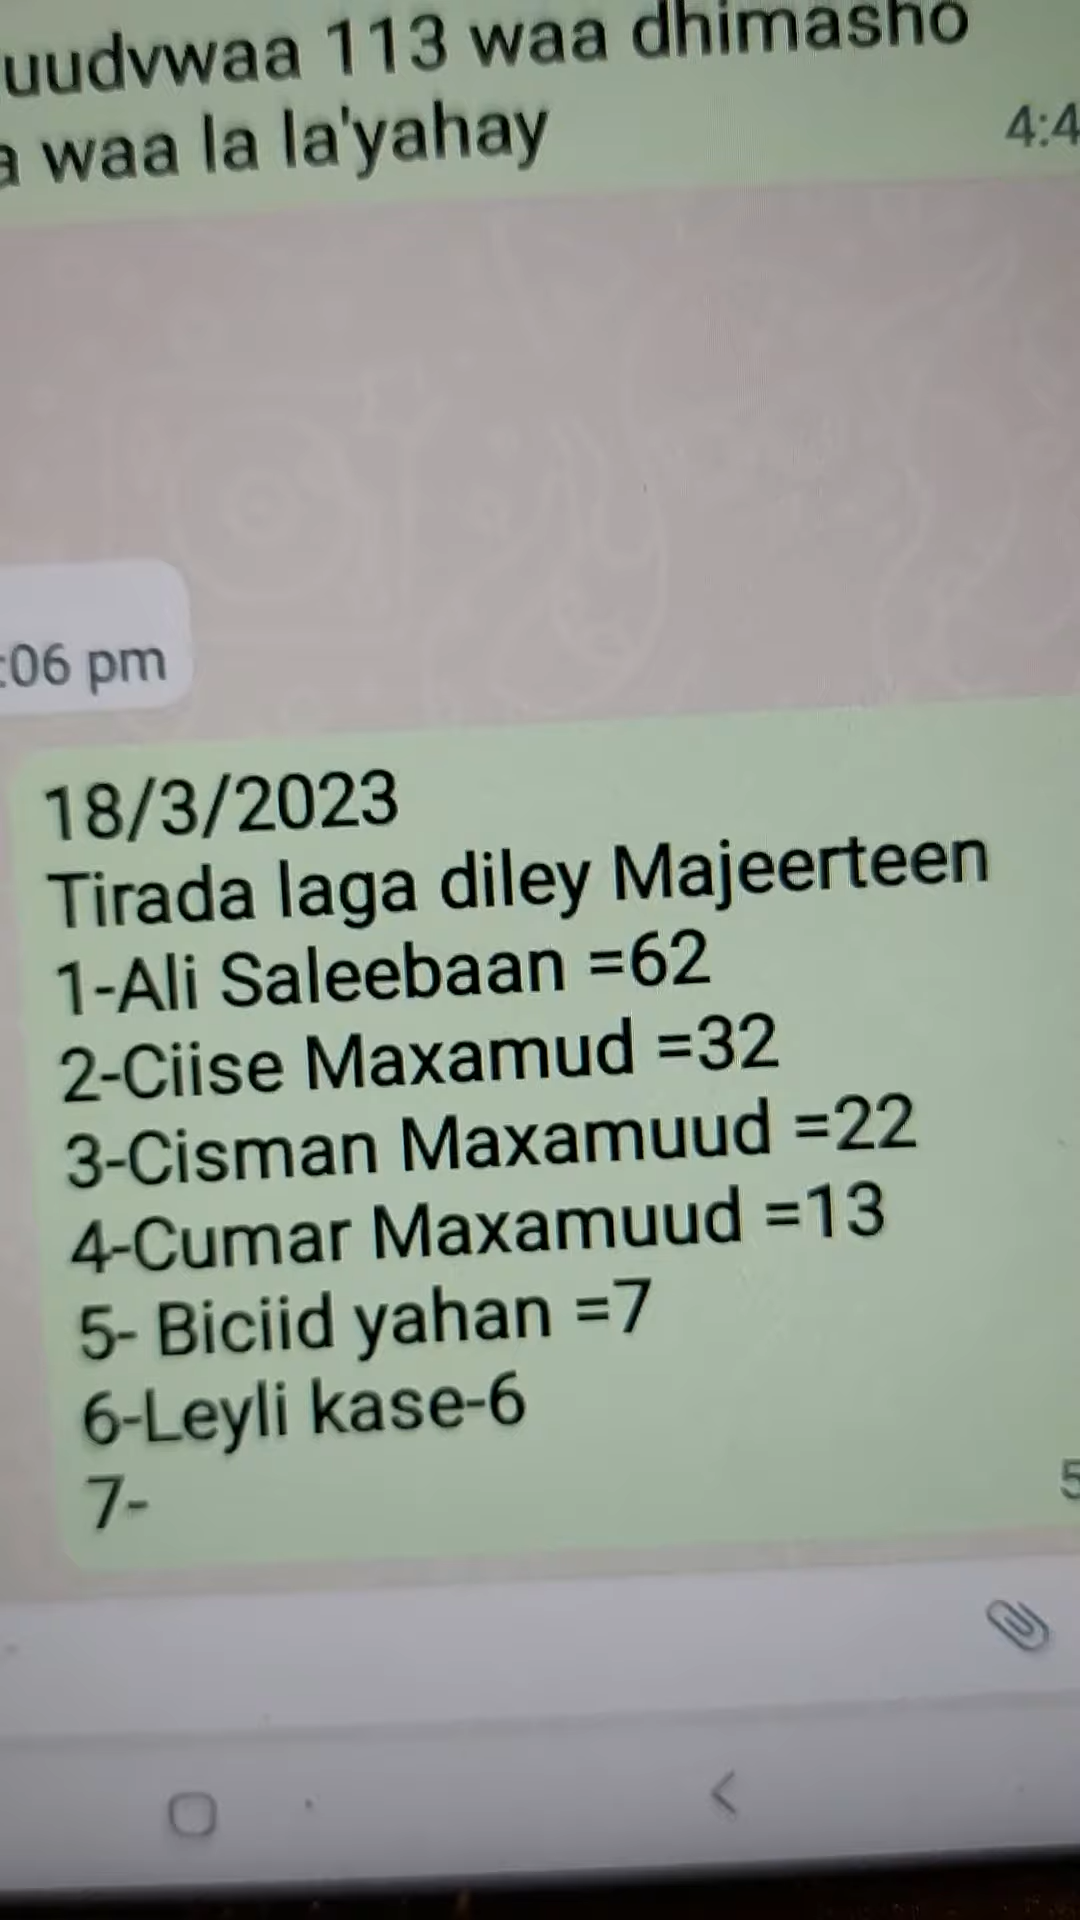 uudvwaa 113 waa dhimasho
a waa la la'yahay
4:4
:06 pm
18/3/2023
Tirada laga diley Majeerteen
1-Ali Saleebaan =62
2-Ciise Maxamud =32
3-Cisman Maxamuud =22
4-Cumar Maxamuud =13
5- Biciid yahan =7
6-Leyli kase-6
7-
5